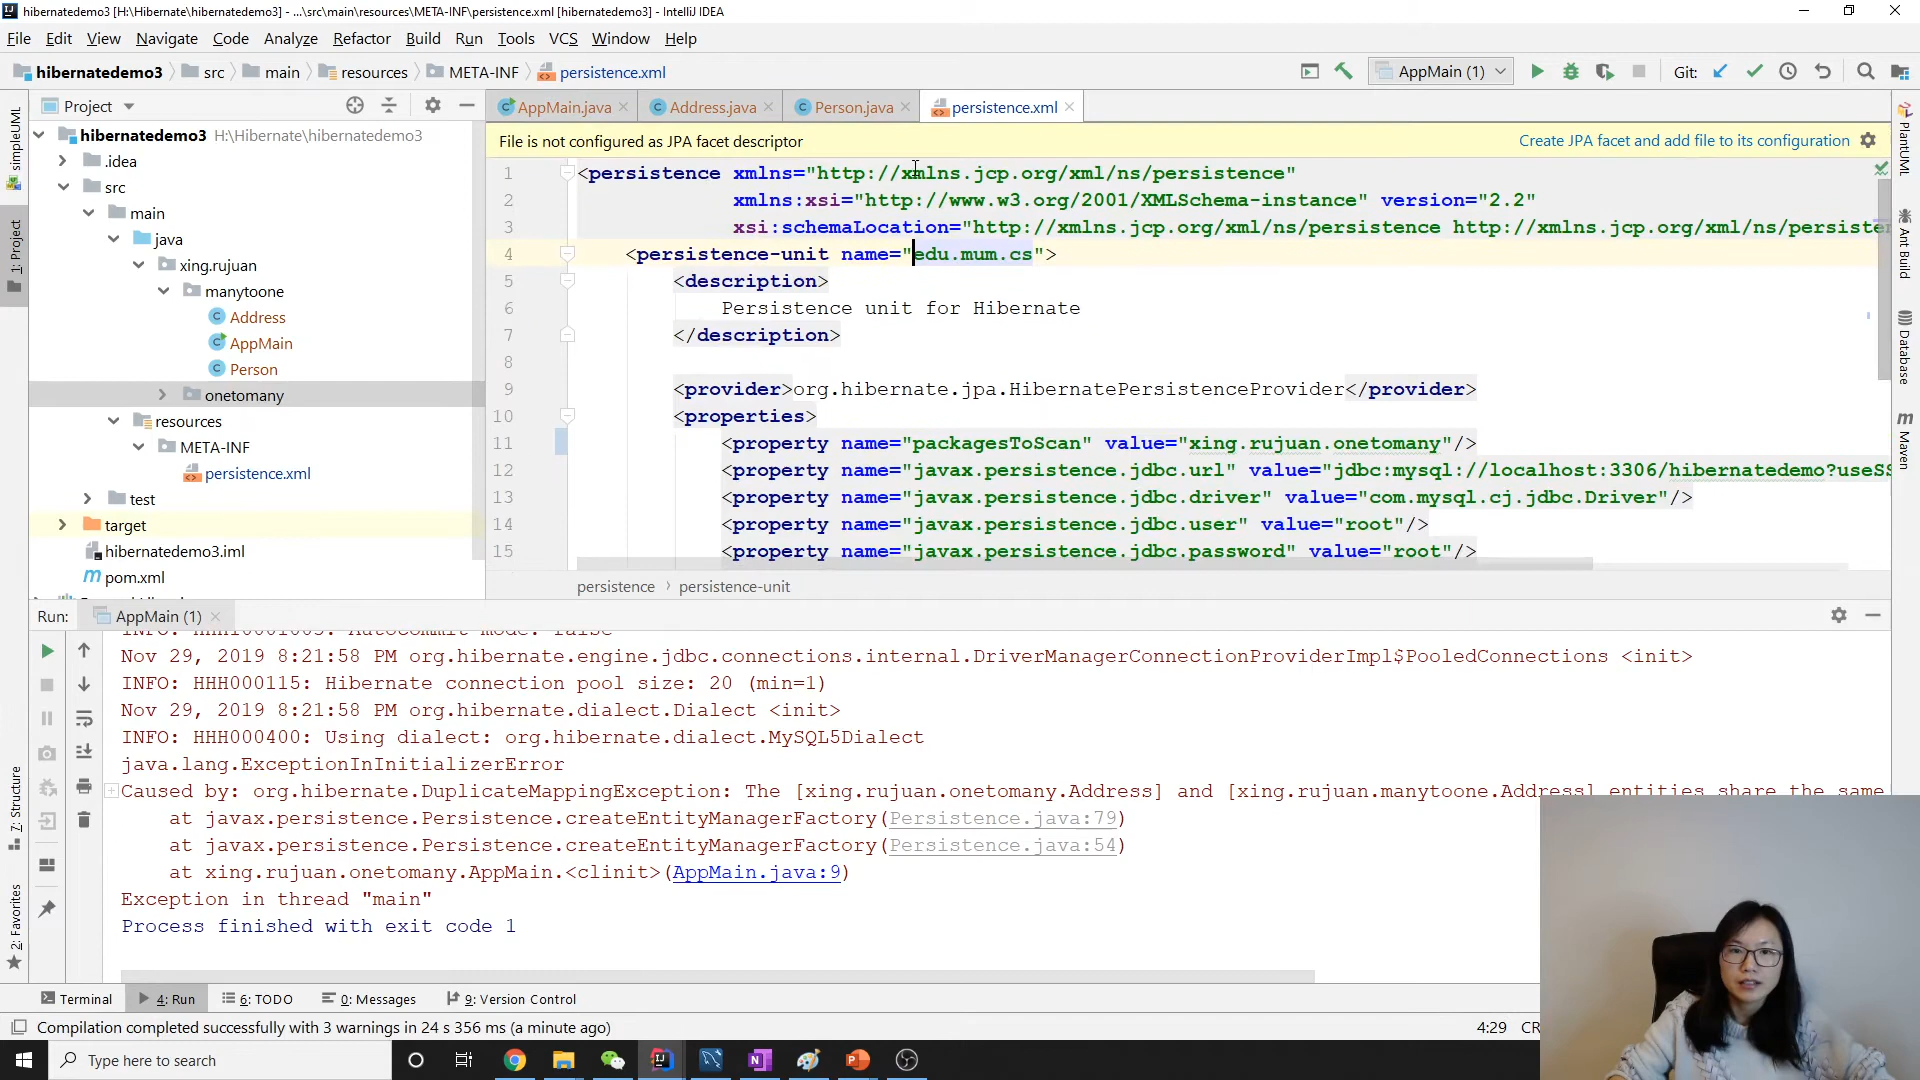 hibernatedemo3 [H:\Hibernate\hibernatedemo3] - ...\src\main\resources\META-INF\persistence.xml [hibernatedemo3] - IntelliJ IDEA
File Edit View Navigate Code Analyze Refactor Build Run Tools VCS Window Help
hibernatedemo3 src main resources META-INF persistence.xml AppMain (1) Git:
Project AppMain.java Address.java Person.java persistence.xml
simpleUML
1: Project
7: Structure
2: Favorites
hibernatedemo3 H:\Hibernate\hibernatedemo3
.idea
src
main
java
xing.rujuan
manytoone
Address
AppMain
Person
onetomany
resources
META-INF
persistence.xml
test
target
hibernatedemo3.iml
pom.xml
File is not configured as JPA facet descriptor Create JPA facet and add file to its configuration
1 <persistence xmlns="http://xmlns.jcp.org/xml/ns/persistence"
2 xmlns:xsi="http://www.w3.org/2001/XMLSchema-instance" version="2.2"
3 xsi:schemaLocation="http://xmlns.jcp.org/xml/ns/persistence http://xmlns.jcp.org/xml/ns/persiste
4 <persistence-unit name="edu.mum.cs">
5 <description>
6 Persistence unit for Hibernate
7 </description>
8
9 <provider>org.hibernate.jpa.HibernatePersistenceProvider</provider>
10 <properties>
11 <property name="packagesToScan" value="xing.rujuan.onetomany"/>
12 <property name="javax.persistence.jdbc.url" value="jdbc:mysql://localhost:3306/hibernatedemo?useSS
13 <property name="javax.persistence.jdbc.driver" value="com.mysql.cj.jdbc.Driver"/>
14 <property name="javax.persistence.jdbc.user" value="root"/>
15 <property name="javax.persistence.jdbc.password" value="root"/>
persistence persistence-unit
PlantUML
Ant Build
Database
Maven
Run: AppMain (1)
INFO: HHH10001003: Autocommit mode: false
Nov 29, 2019 8:21:58 PM org.hibernate.engine.jdbc.connections.internal.DriverManagerConnectionProviderImpl$PooledConnections <init>
INFO: HHH000115: Hibernate connection pool size: 20 (min=1)
Nov 29, 2019 8:21:58 PM org.hibernate.dialect.Dialect <init>
INFO: HHH000400: Using dialect: org.hibernate.dialect.MySQL5Dialect
java.lang.ExceptionInInitializerError
Caused by: org.hibernate.DuplicateMappingException: The [xing.rujuan.onetomany.Address] and [xing.rujuan.manytoone.Address] entities share the same
at javax.persistence.Persistence.createEntityManagerFactory(Persistence.java:79)
at javax.persistence.Persistence.createEntityManagerFactory(Persistence.java:54)
at xing.rujuan.onetomany.AppMain.<clinit>(AppMain.java:9)
Exception in thread "main"
Process finished with exit code 1
Terminal 4: Run 6: TODO 0: Messages 9: Version Control
Compilation completed successfully with 3 warnings in 24 s 356 ms (a minute ago) 4:29
Type here to search